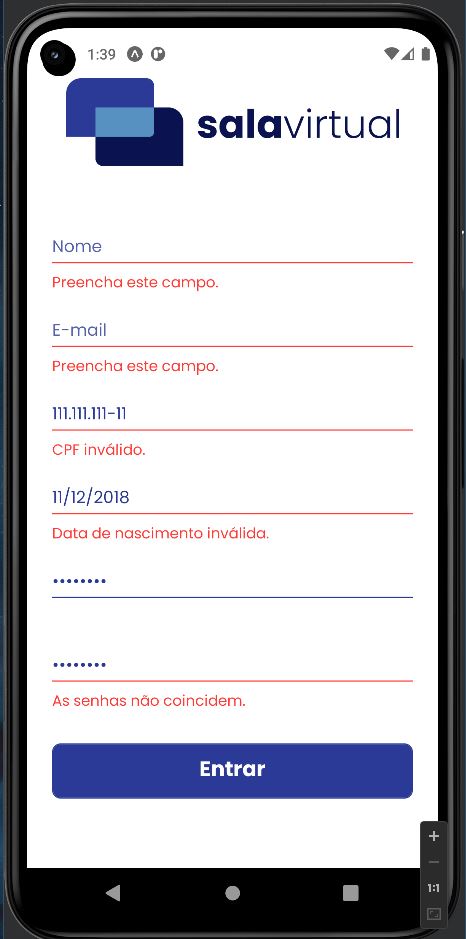 1:39
salavirtual
Nome
Preencha este campo.
E-mail
Preencha este campo.
111.111.111-11
CPF inválido.
11/12/2018
Data de nascimento inválida.
••••••••
••••••••
As senhas não coincidem.
Entrar
1:1